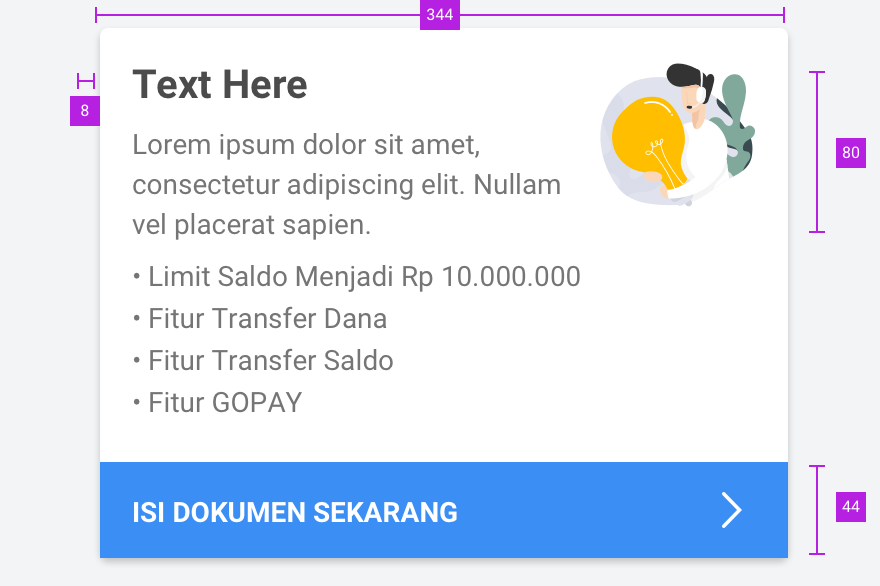 344
8
Text Here
Lorem ipsum dolor sit amet,
consectetur adipiscing elit. Nullam
vel placerat sapien.
80
• Limit Saldo Menjadi Rp 10.000.000
• Fitur Transfer Dana
• Fitur Transfer Saldo
• Fitur GOPAY
ISI DOKUMEN SEKARANG
44